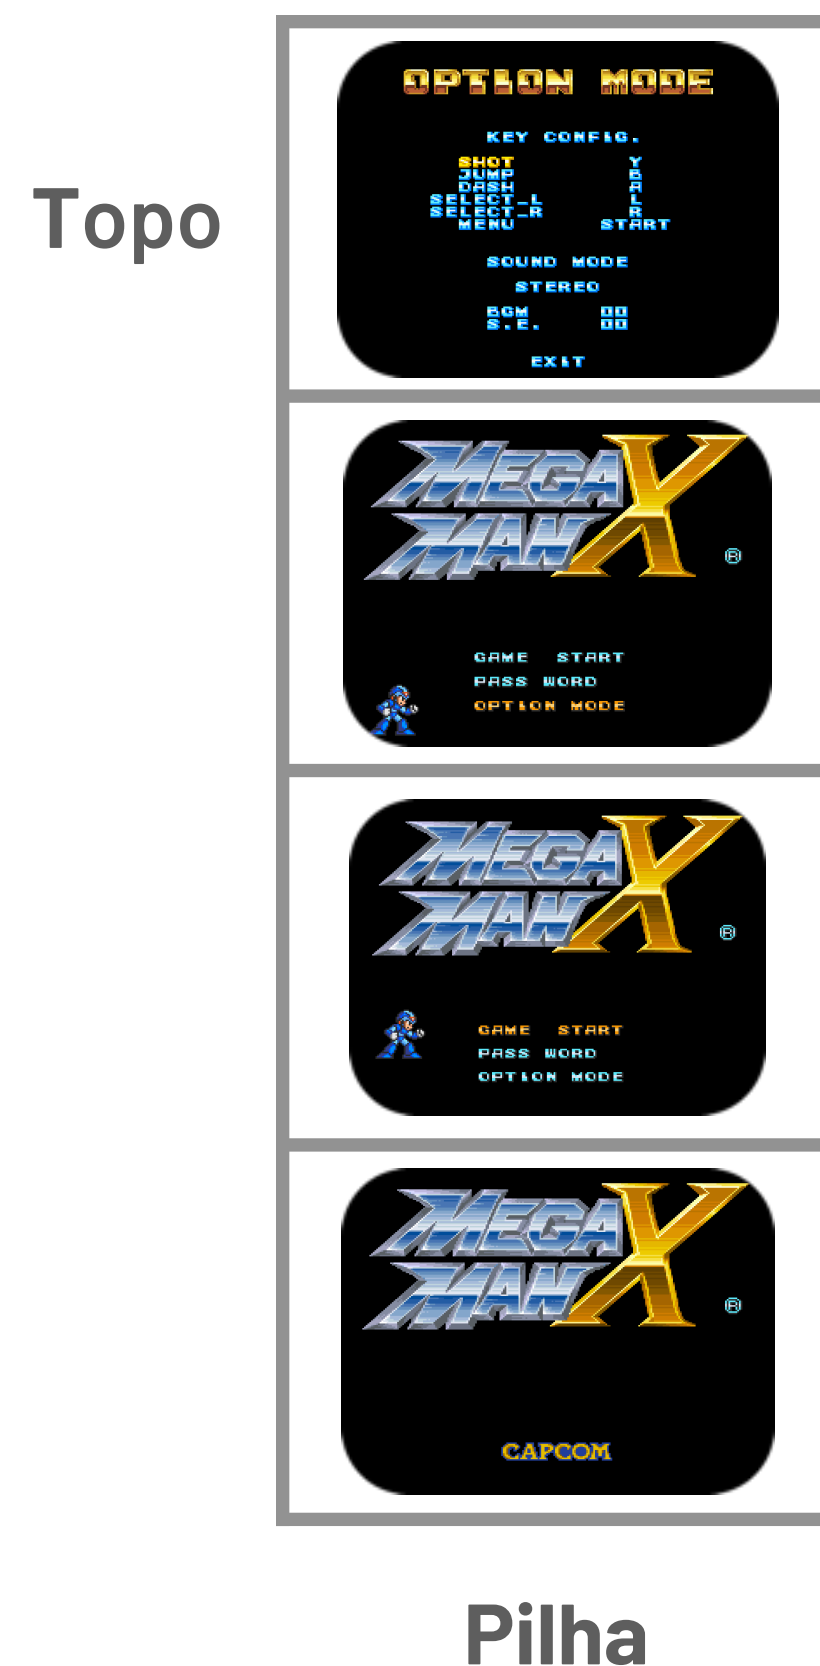 Topo
OPTION MODE
KEY CONFIG.
SHOT Y
JUMP B
DASH A
SELECT_L L
SELECT_R R
MENU START
SOUND MODE
STEREO
BGM 00
S.E. 00
EXIT
MEGA
MAN X ®
GAME START
PASS WORD
OPTION MODE
MEGA
MAN X ®
GAME START
PASS WORD
OPTION MODE
MEGA
MAN X ®
CAPCOM
Pilha